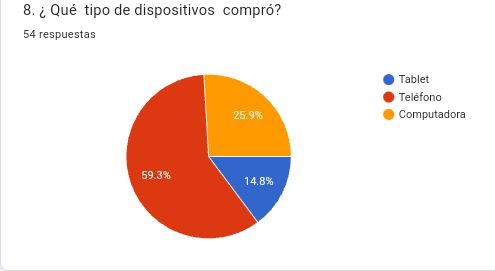 8. ¿ Qué  tipo de dispositivos  compró?
54 respuestas
Tablet
Teléfono
Computadora
25.9%
59.3%
14.8%